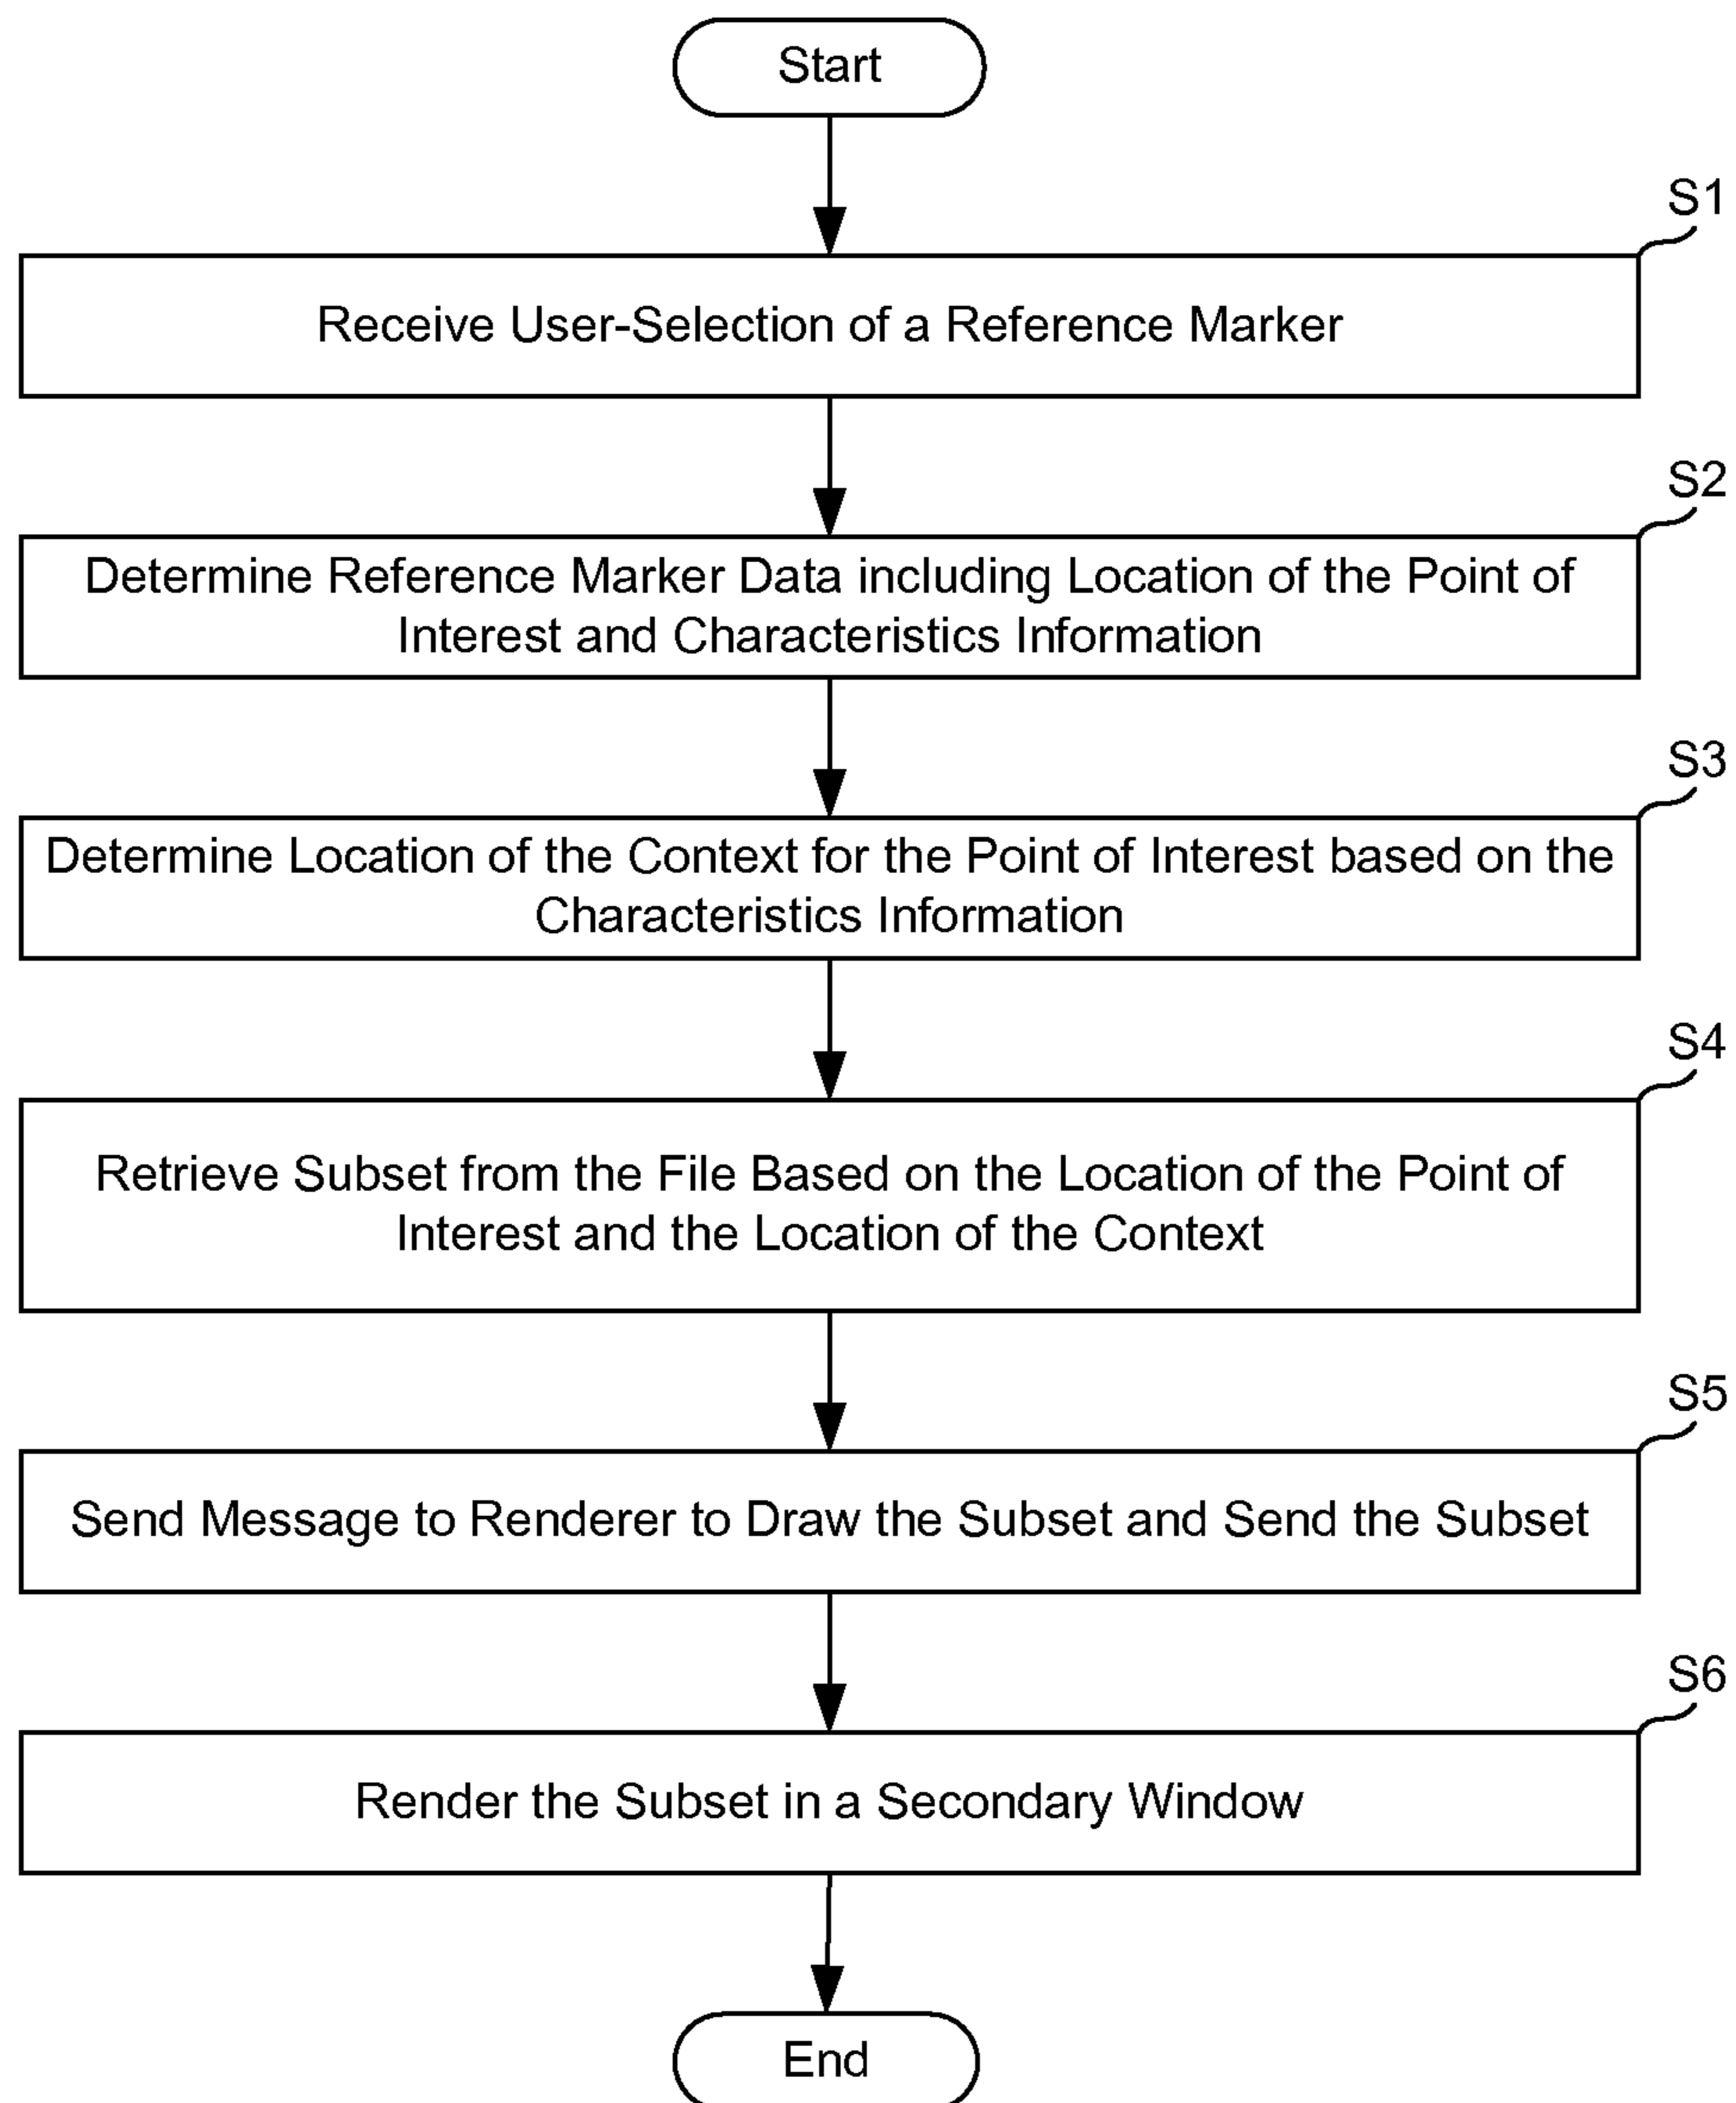 Start
S1
Receive User-Selection of a Reference Marker
S2
Determine Reference Marker Data including Location of the Point of
Interest and Characteristics Information
S3
Determine Location of the Context for the Point of Interest based on the
Characteristics Information
S4
Retrieve Subset from the File Based on the Location of the Point of
Interest and the Location of the Context
S5
Send Message to Renderer to Draw the Subset and Send the Subset
S6
Render the Subset in a Secondary Window
End